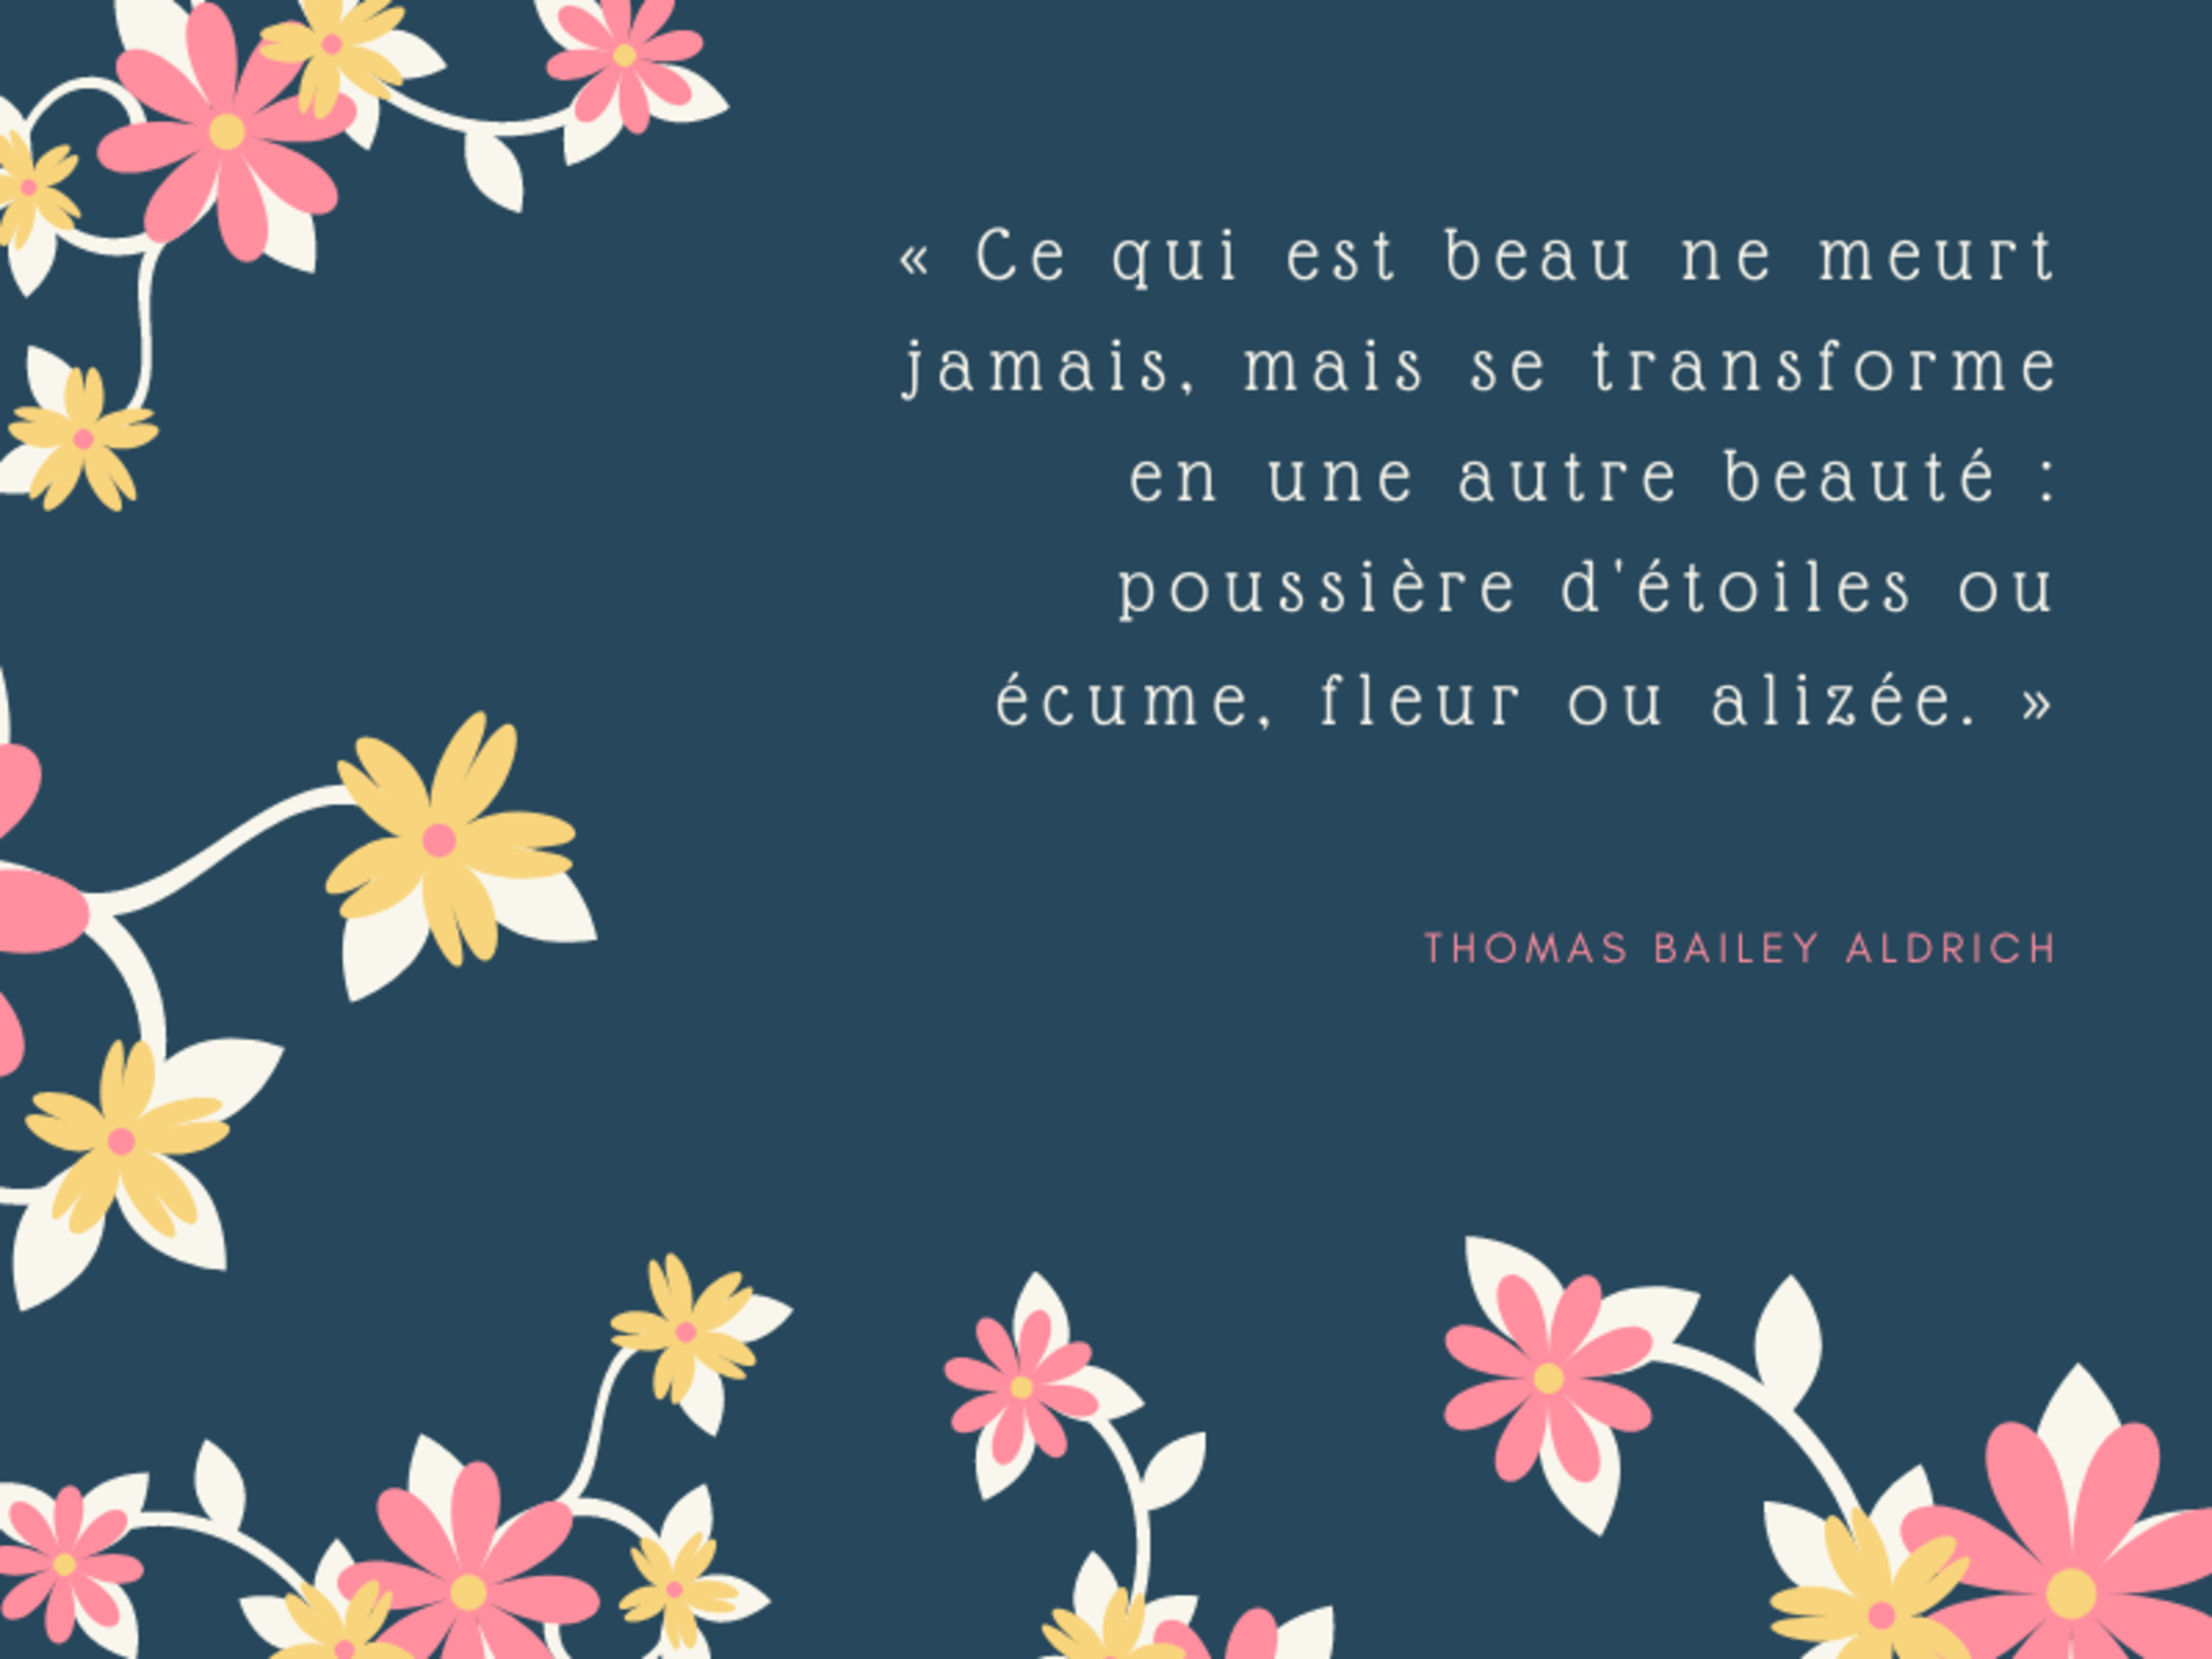 « Ce qui est beau ne meurt
jamais, mais se transforme
en une autre beauté :
poussière d'étoiles ou
écume, fleur ou alizée. »
THOMAS BAILEY ALDRICH